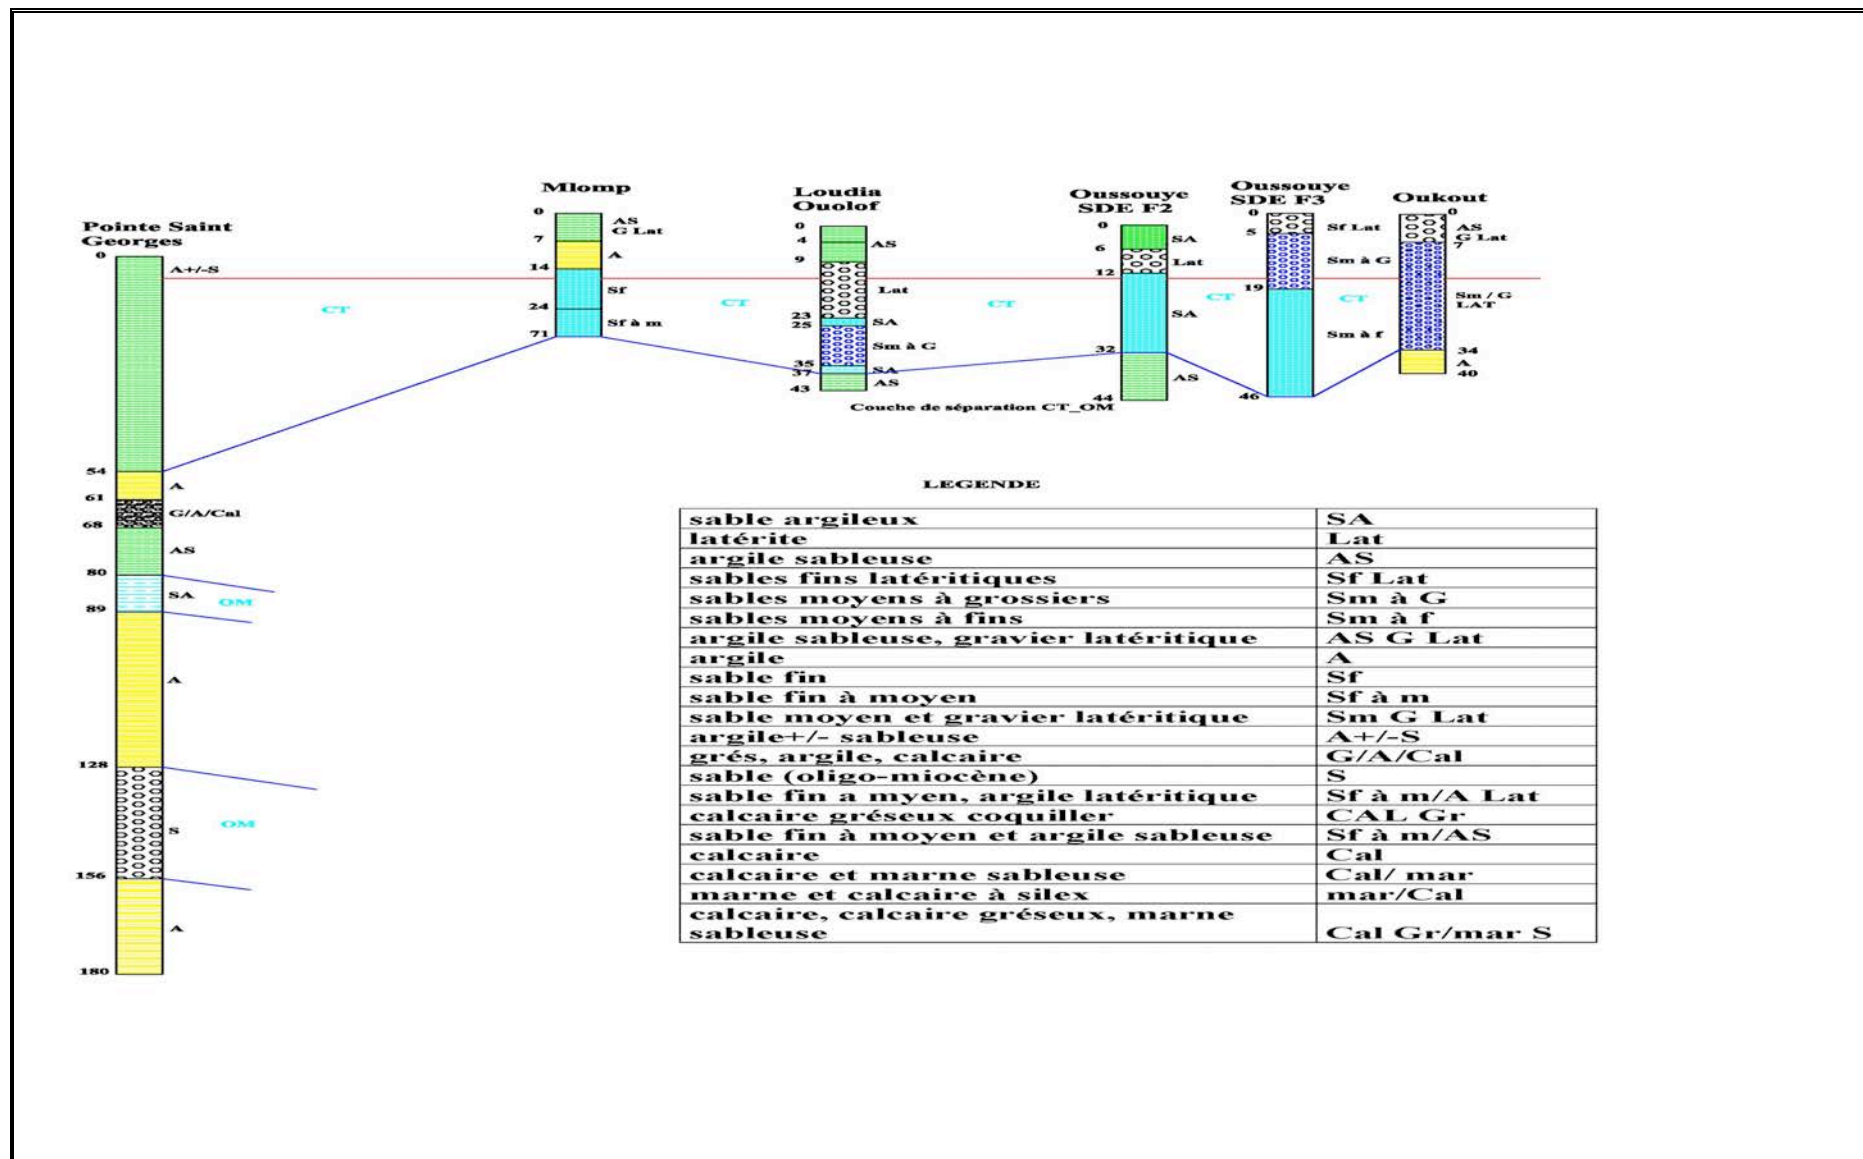 Pointe Saint
Georges
0
A+/-S
54
A
61
G/A/Cal
68
AS
80
SA
89
A
128
S
156
A
180
CT
OM
OM
Mlomp
0
AS
G Lat
7
A
14
Sf
24
Sf à m
71
CT
Loudia
Ouolof
0
4
AS
9
Lat
23
SA
25
Sm à G
35
SA
37
AS
43
CT
Oussouye
SDE F2
0
SA
6
Lat
12
SA
32
AS
44
Couche de séparation CT_OM
CT
Oussouye
SDE F3
0
Sf Lat
5
Sm à G
19
Sm à f
46
CT
Oukout
0
AS
G Lat
7
Sm / G
LAT
34
A
40
LEGENDE
sable argileux SA
latérite Lat
argile sableuse AS
sables fins latéritiques Sf Lat
sables moyens à grossiers Sm à G
sables moyens à fins Sm à f
argile sableuse, gravier latéritique AS G Lat
argile A
sable fin Sf
sable fin à moyen Sf à m
sable moyen et gravier latéritique Sm G Lat
argile+/- sableuse A+/-S
grés, argile, calcaire G/A/Cal
sable (oligo-miocène) S
sable fin a myen, argile latéritique Sf à m/A Lat
calcaire gréseux coquiller CAL Gr
sable fin à moyen et argile sableuse Sf à m/AS
calcaire Cal
calcaire et marne sableuse Cal/ mar
marne et calcaire à silex mar/Cal
calcaire, calcaire gréseux, marne
sableuse Cal Gr/mar S